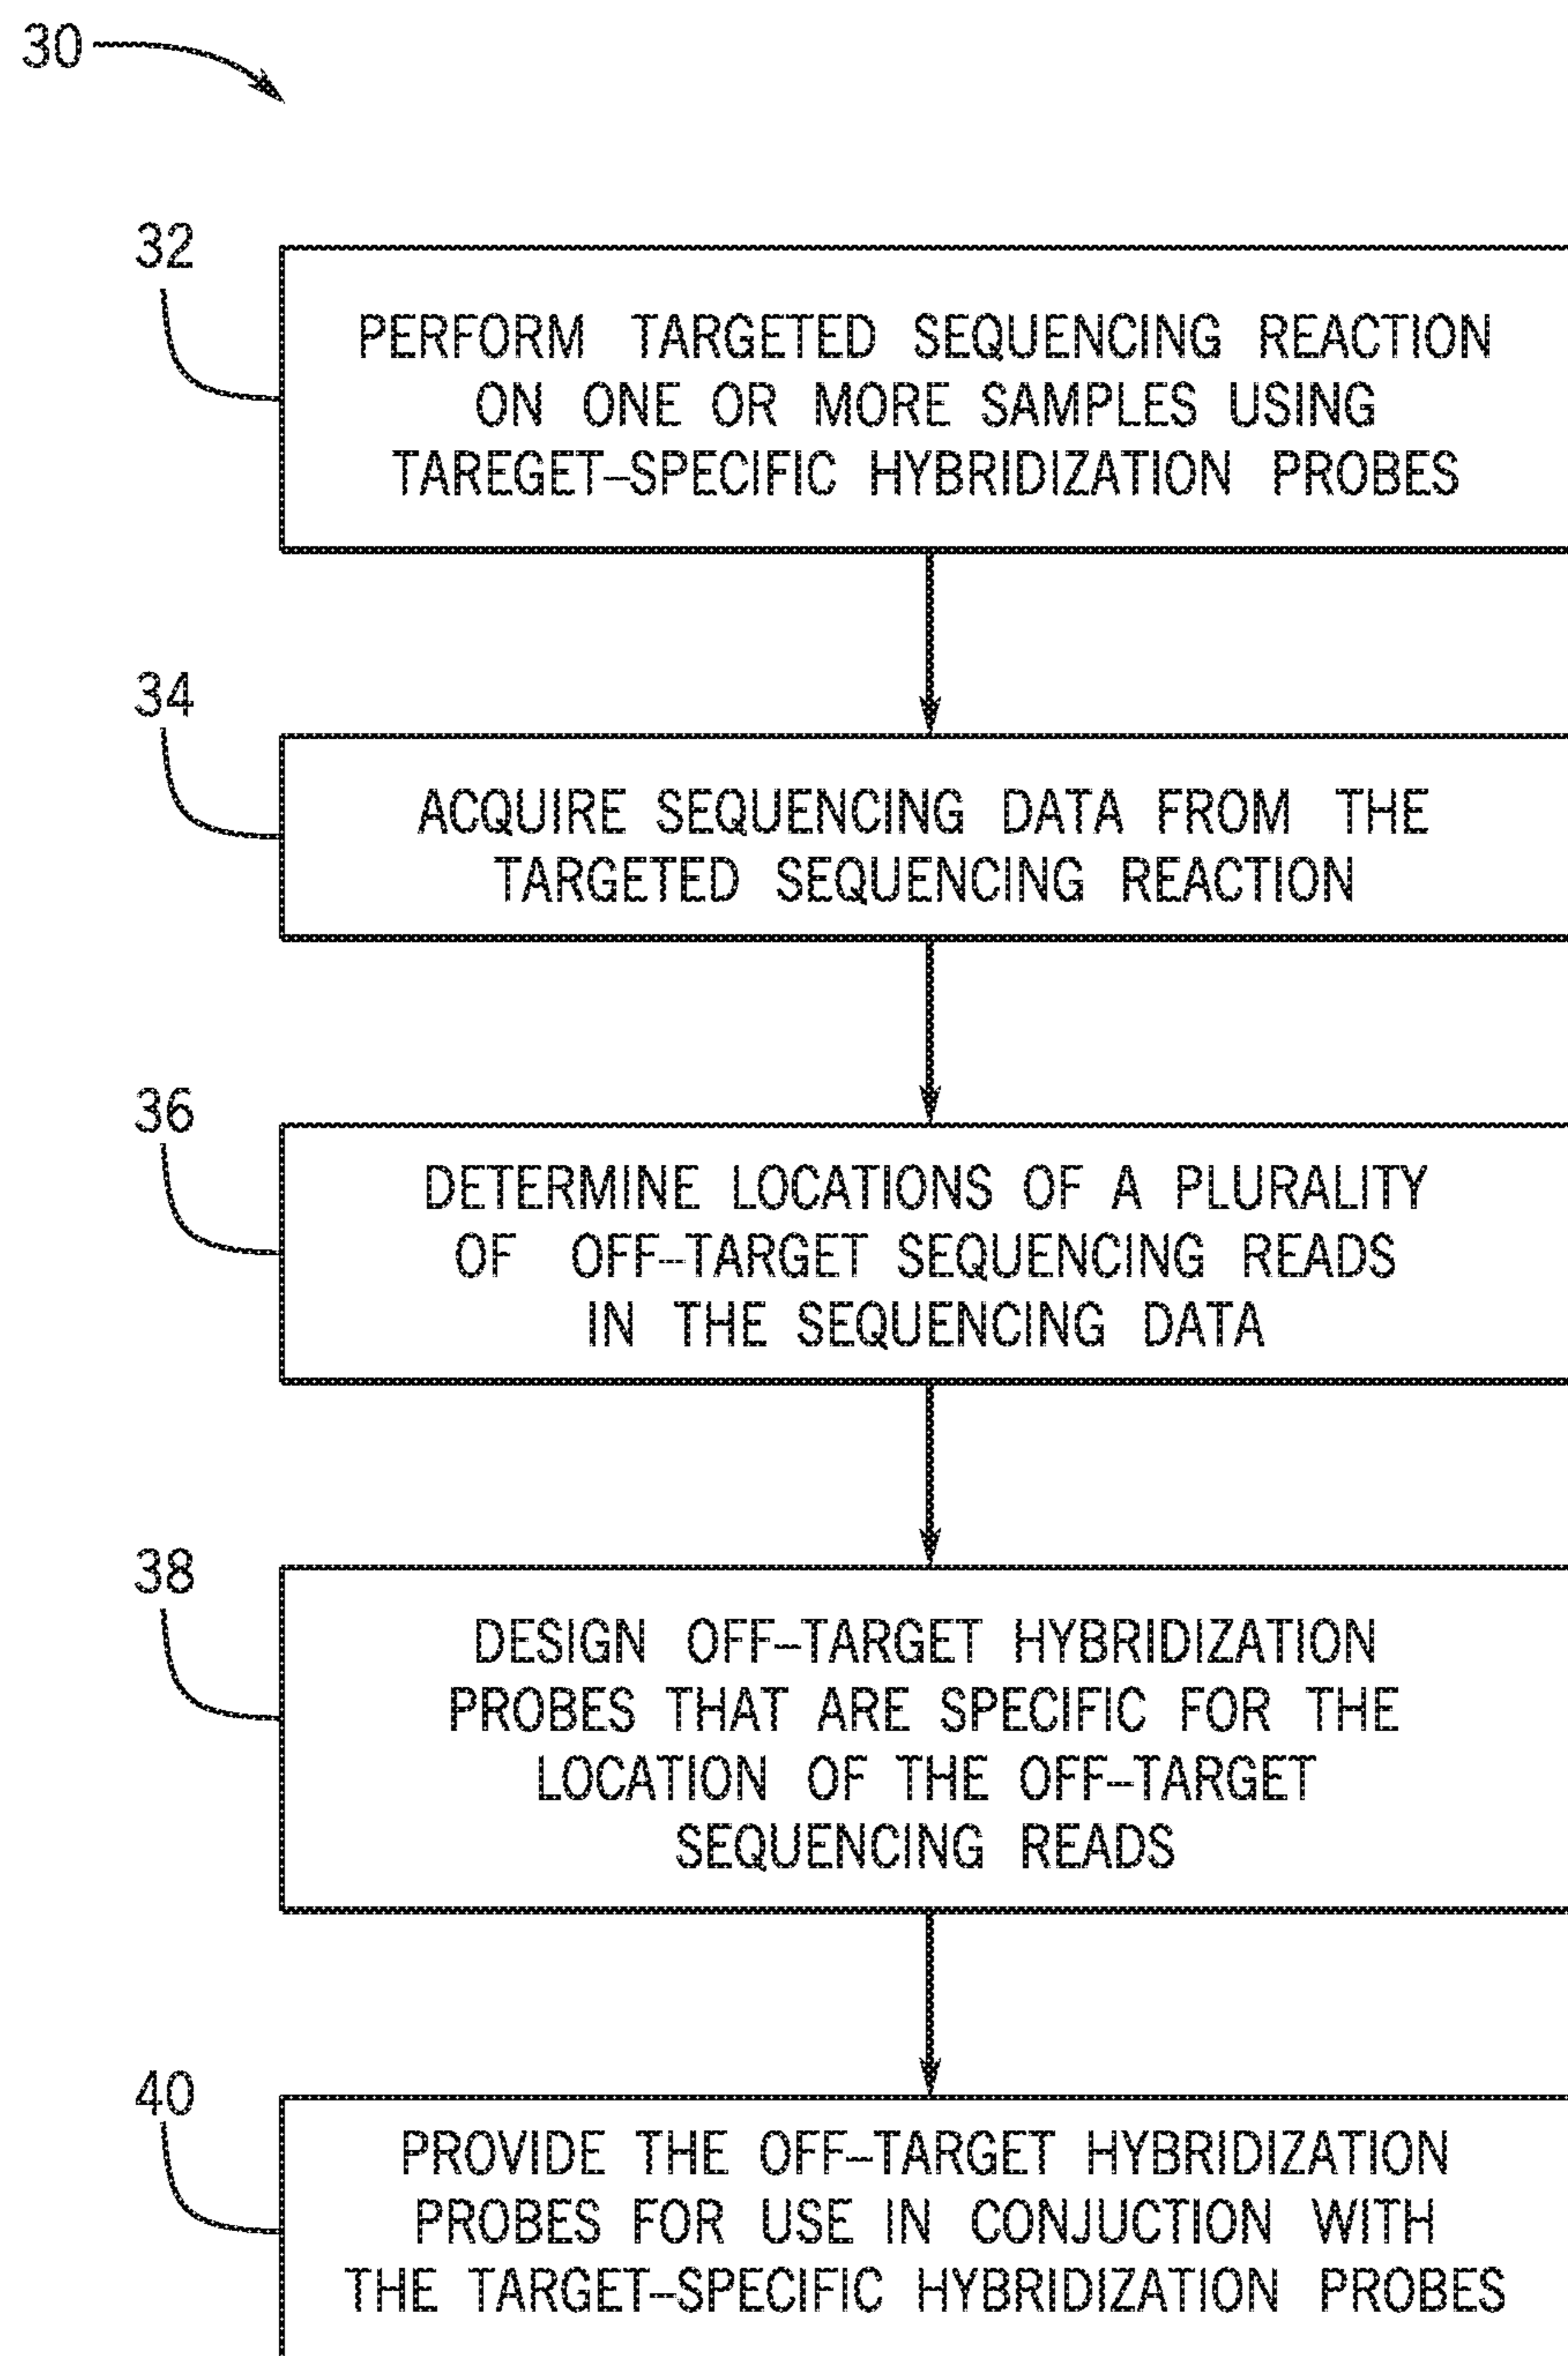 30
32
PERFORM TARGETED SEQUENCING REACTION
ON ONE OR MORE SAMPLES USING
TAREGET-SPECIFIC HYBRIDIZATION PROBES
34
ACQUIRE SEQUENCING DATA FROM THE
TARGETED SEQUENCING REACTION
36
DETERMINE LOCATIONS OF A PLURALITY
OF OFF-TARGET SEQUENCING READS
IN THE SEQUENCING DATA
38
DESIGN OFF-TARGET HYBRIDIZATION
PROBES THAT ARE SPECIFIC FOR THE
LOCATION OF THE OFF-TARGET
SEQUENCING READS
40
PROVIDE THE OFF-TARGET HYBRIDIZATION
PROBES FOR USE IN CONJUCTION WITH
THE TARGET-SPECIFIC HYBRIDIZATION PROBES